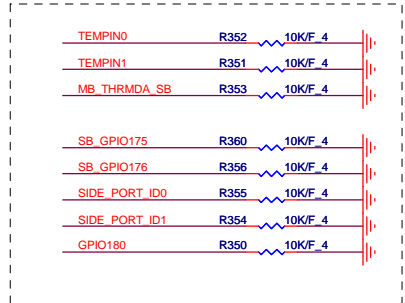 TEMPIN0 R352 10K/F_4
TEMPIN1 R351 10K/F_4
MB_THRMDA_SB R353 10K/F_4
SB_GPIO175 R360 10K/F_4
SB_GPIO176 R356 10K/F_4
SIDE_PORT_ID0 R355 10K/F_4
SIDE_PORT_ID1 R354 10K/F_4
GPIO180 R350 10K/F_4